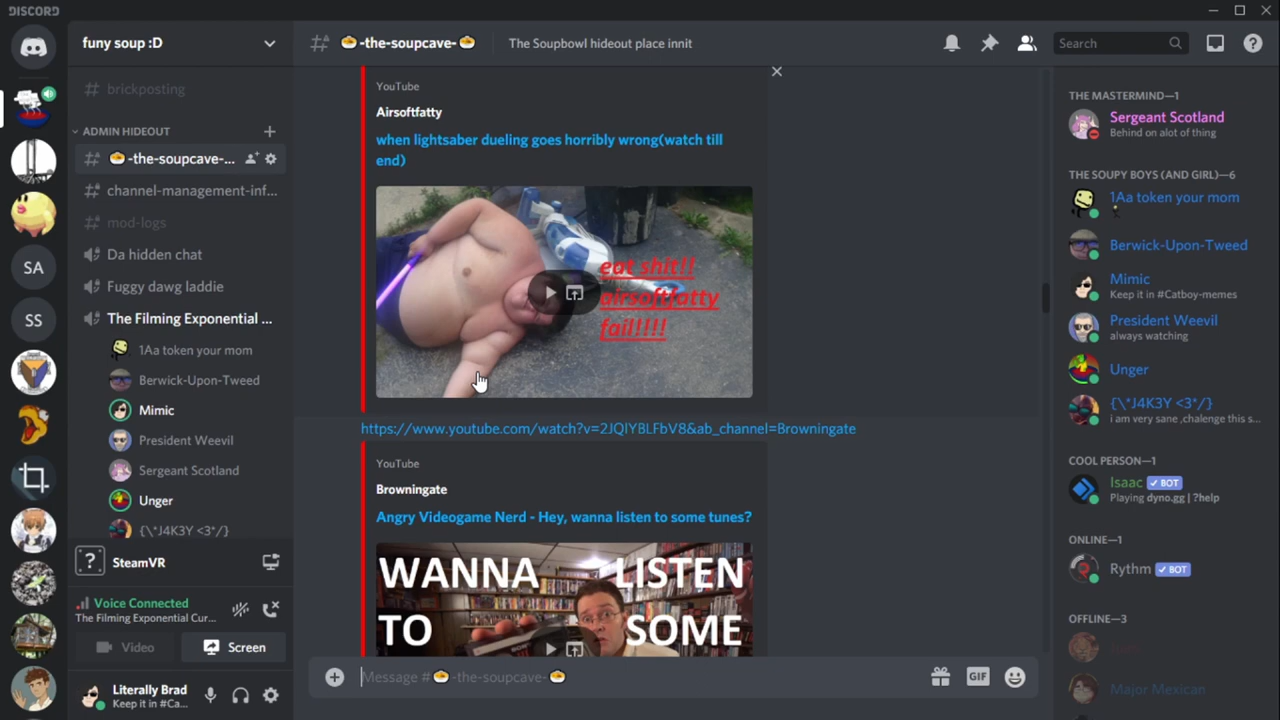 DISCORD
funy soup :D
-the-soupcave-
The Soupbowl hideout place innit
Search
brickposting
ADMIN HIDEOUT
-the-soupcave-...
channel-management-inf...
mod-logs
Da hidden chat
Fuggy dawg laddie
The Filming Exponential ...
1Aa token your mom
Berwick-Upon-Tweed
Mimic
President Weevil
Sergeant Scotland
Unger
{\*J4K3Y <3*/}
SA
SS
SteamVR
Voice Connected
The Filming Exponential Cur...
Video
Screen
Literally Brad
Keep it in #Ca...
YouTube
Airsoftfatty
when lightsaber dueling goes horribly wrong(watch till
end)
eat shit!!
airsoftfatty
fail!!!!
https://www.youtube.com/watch?v=2JQlYBLFbV8&ab_channel=Browningate
YouTube
Browningate
Angry Videogame Nerd - Hey, wanna listen to some tunes?
WANNA LISTEN
TO SOME
Message # -the-soupcave-
GIF
THE MASTERMIND—1
Sergeant Scotland
Behind on alot of thing
THE SOUPY BOYS (AND GIRL)—6
1Aa token your mom
Berwick-Upon-Tweed
Mimic
Keep it in #Catboy-memes
President Weevil
always watching
Unger
{\*J4K3Y <3*/}
i am very sane ,chalenge this s...
COOL PERSON—1
Isaac BOT
Playing dyno.gg | ?help
ONLINE—1
Rythm BOT
OFFLINE—3
Major Mexican